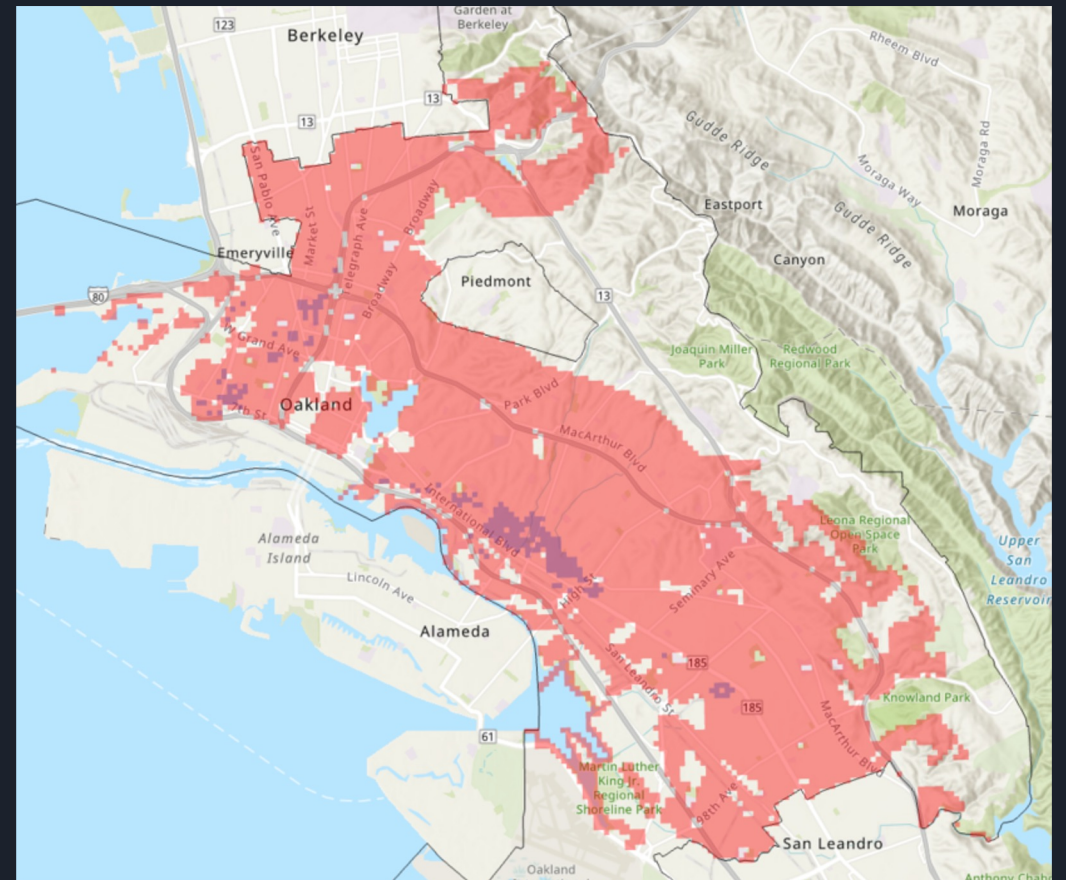 Garden at
Berkeley
123
Berkeley
Rheem Blvd
13
13
Gudde Ridge
Moraga Rd
San Pablo Ave
Moraga Way
Broadway
Market St
Telegraph Ave
Eastport
Gudde Ridge
Moraga
Emeryville
Canyon
Broadway
Piedmont
80
13
W Grand Ave
Joaquin Miller
Park
Redwood
Regional Park
Oakland
7th St
Park Blvd
MacArthur Blvd
International Blvd
Leona Regional
Open Space
Park
Alameda
Island
Upper
San
Leandro
Reservoir
Lincoln Ave
High St
Seminary Ave
Alameda
185
San Leandro St
185
Knowland Park
MacArthur Blvd
61
Martin Luther
King Jr.
Regional
Shoreline Park
98th Ave
San Leandro
Oakland
Anthony Chabo